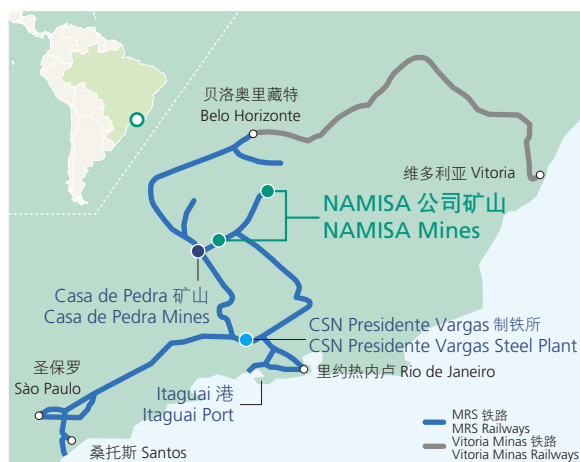 贝洛奥里藏特
Belo Horizonte
维多利亚 Vitoria
NAMISA 公司矿山
NAMISA Mines
Casa de Pedra 矿山
Casa de Pedra Mines
CSN Presidente Vargas 制铁所
CSN Presidente Vargas Steel Plant
圣保罗
Sào Paulo
里约热内卢 Rio de Janeiro
Itaguai 港
Itaguai Port
桑托斯 Santos
MRS 铁路
MRS Railways
Vitoria Minas 铁路
Vitoria Minas Railways